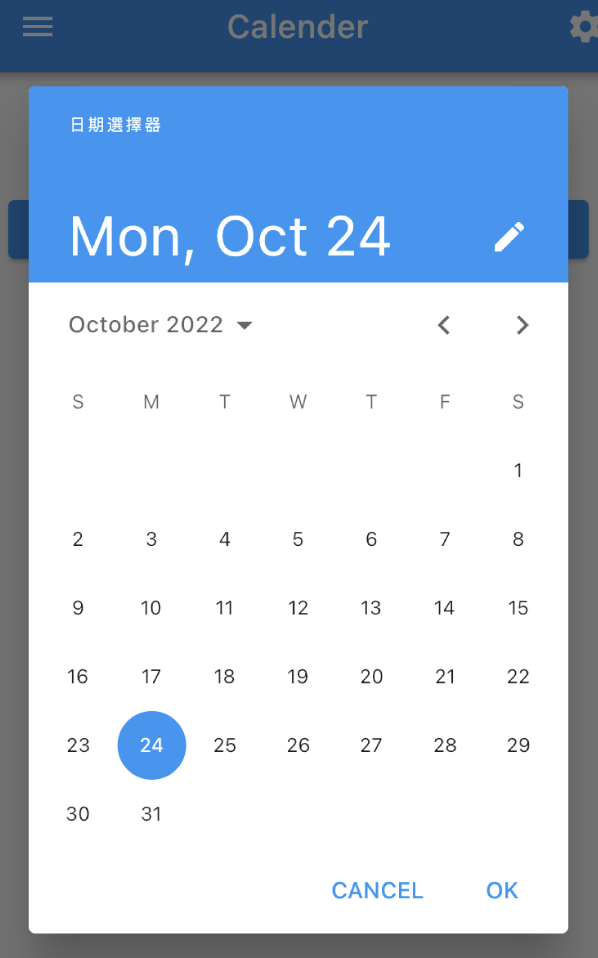 Calender
日期選擇器
Mon, Oct 24
October 2022
S M T W T F S
1
2 3 4 5 6 7 8
9 10 11 12 13 14 15
16 17 18 19 20 21 22
23 24 25 26 27 28 29
30 31
CANCEL OK